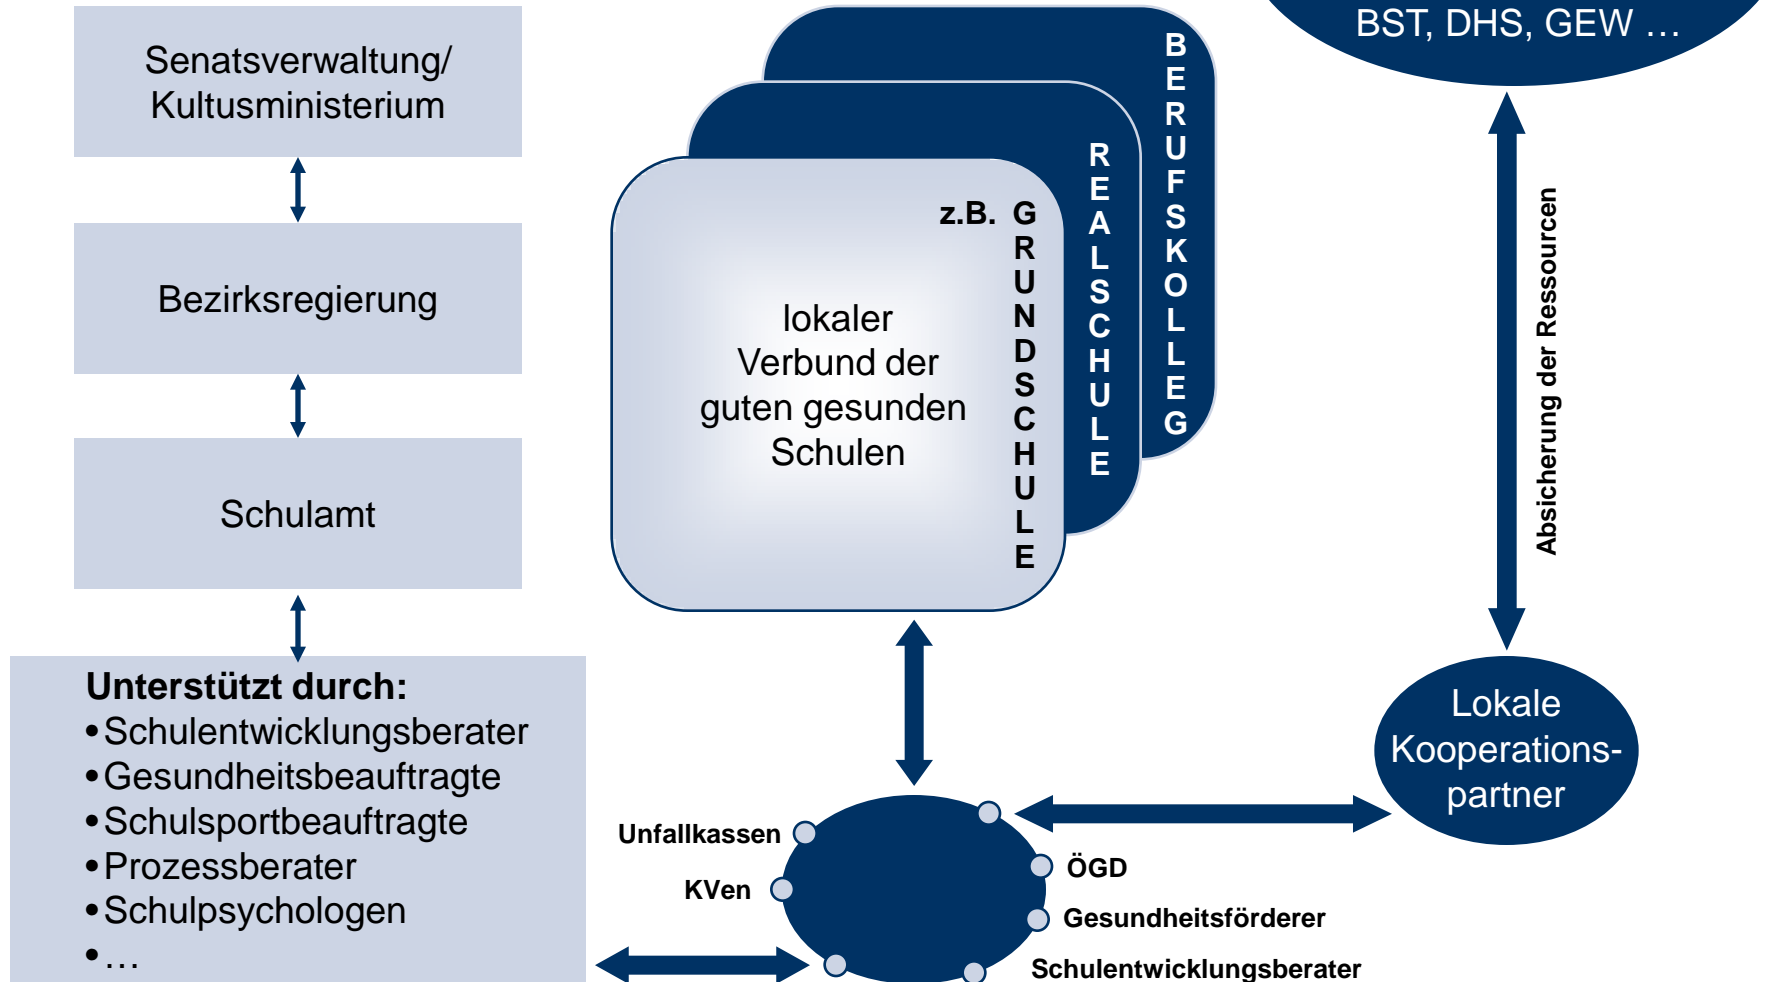 Senatsverwaltung/
Kultusministerium
Bezirksregierung
Schulamt
Unterstützt durch:
•Schulentwicklungsberater
•Gesundheitsbeauftragte
•Schulsportbeauftragte
•Prozessberater
•Schulpsychologen
•…
BERUFSKOLLEG
REALSCHULE
z.B. GRUNDSCHULE
lokaler
Verbund der
guten gesunden
Schulen
BST, DHS, GEW …
Absicherung der Ressourcen
Lokale
Kooperations-
partner
Unfallkassen
KVen
ÖGD
Gesundheitsförderer
Schulentwicklungsberater